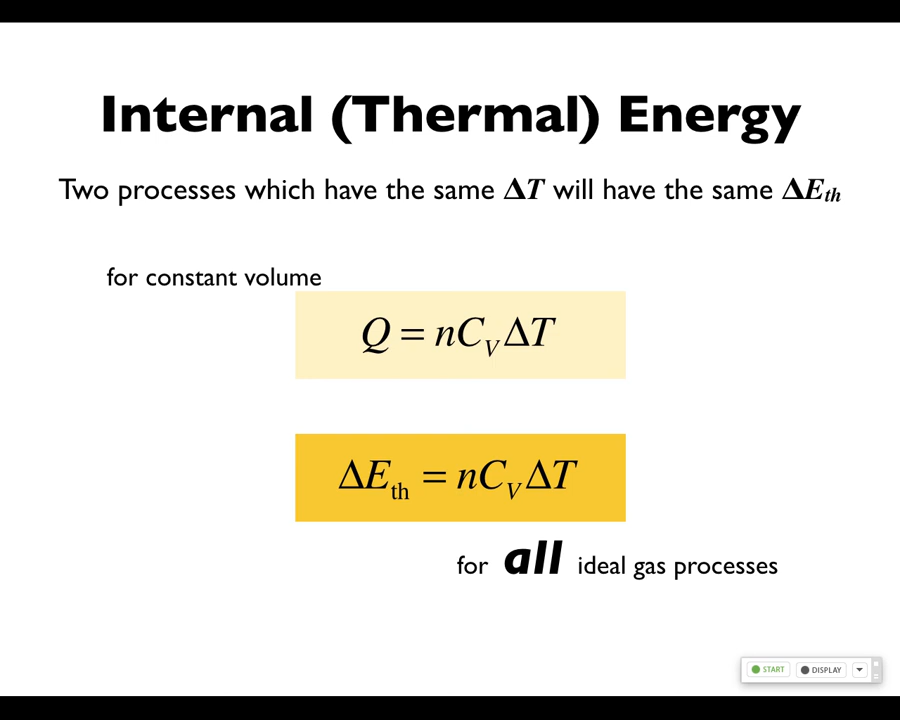 Internal (Thermal) Energy
Two processes which have the same ΔT will have the same ΔE_th
for constant volume
Q = nC_VΔT
ΔE_th = nC_VΔT
for all ideal gas processes
START DISPLAY